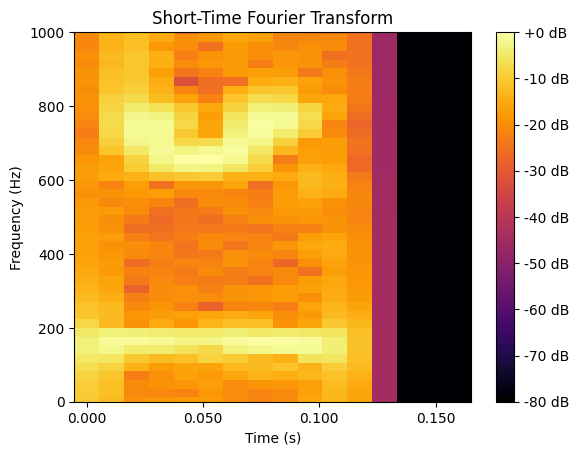 Short-Time Fourier Transform
1000
800
600
400
200
0
Frequency (Hz)
0.000
0.050
0.100
0.150
Time (s)
+0 dB
-10 dB
-20 dB
-30 dB
-40 dB
-50 dB
-60 dB
-70 dB
-80 dB